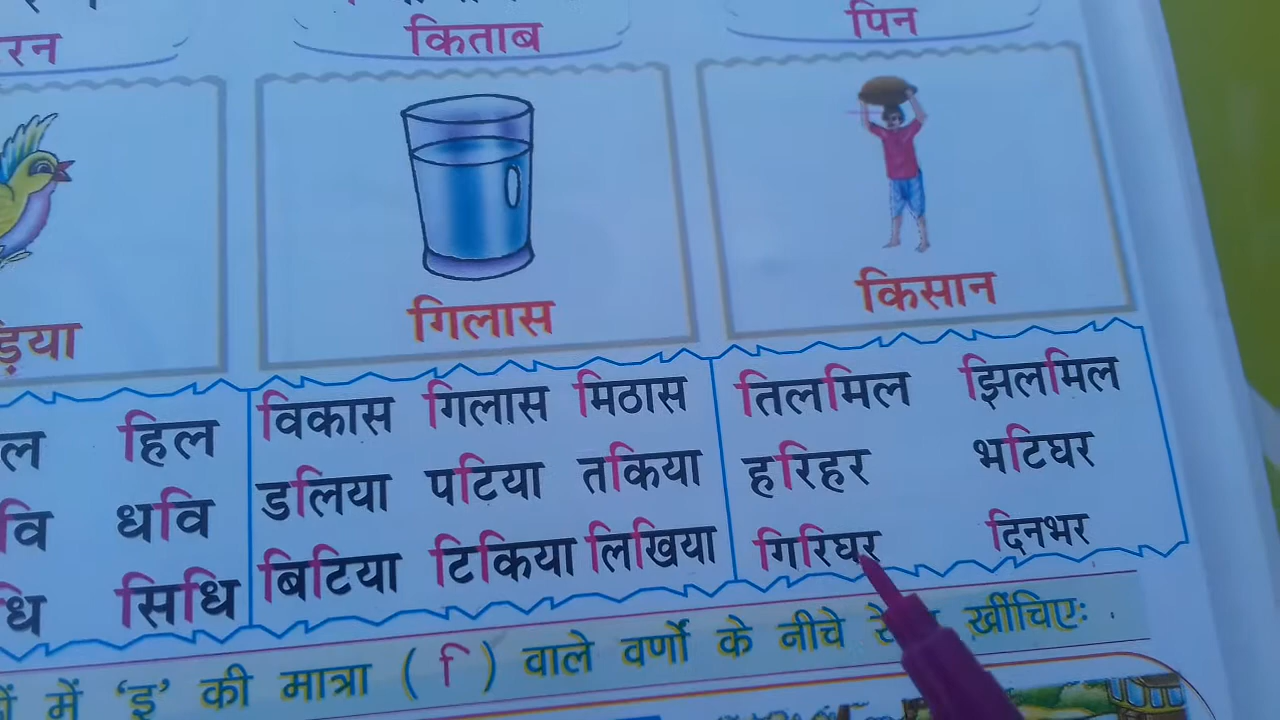 किताब
पिन
गिलास
किसान
हिल
विकास गिलास मिठास
तिलमिल झिलमिल
धवि
डलिया पटिया तकिया
हरिहर भटिघर
सिधि
बिटिया टिकिया लिखिया
गिरिघर दिनभर
में ‘इ’ की मात्रा ( ि ) वाले वर्णों के नीचे खींचिएः